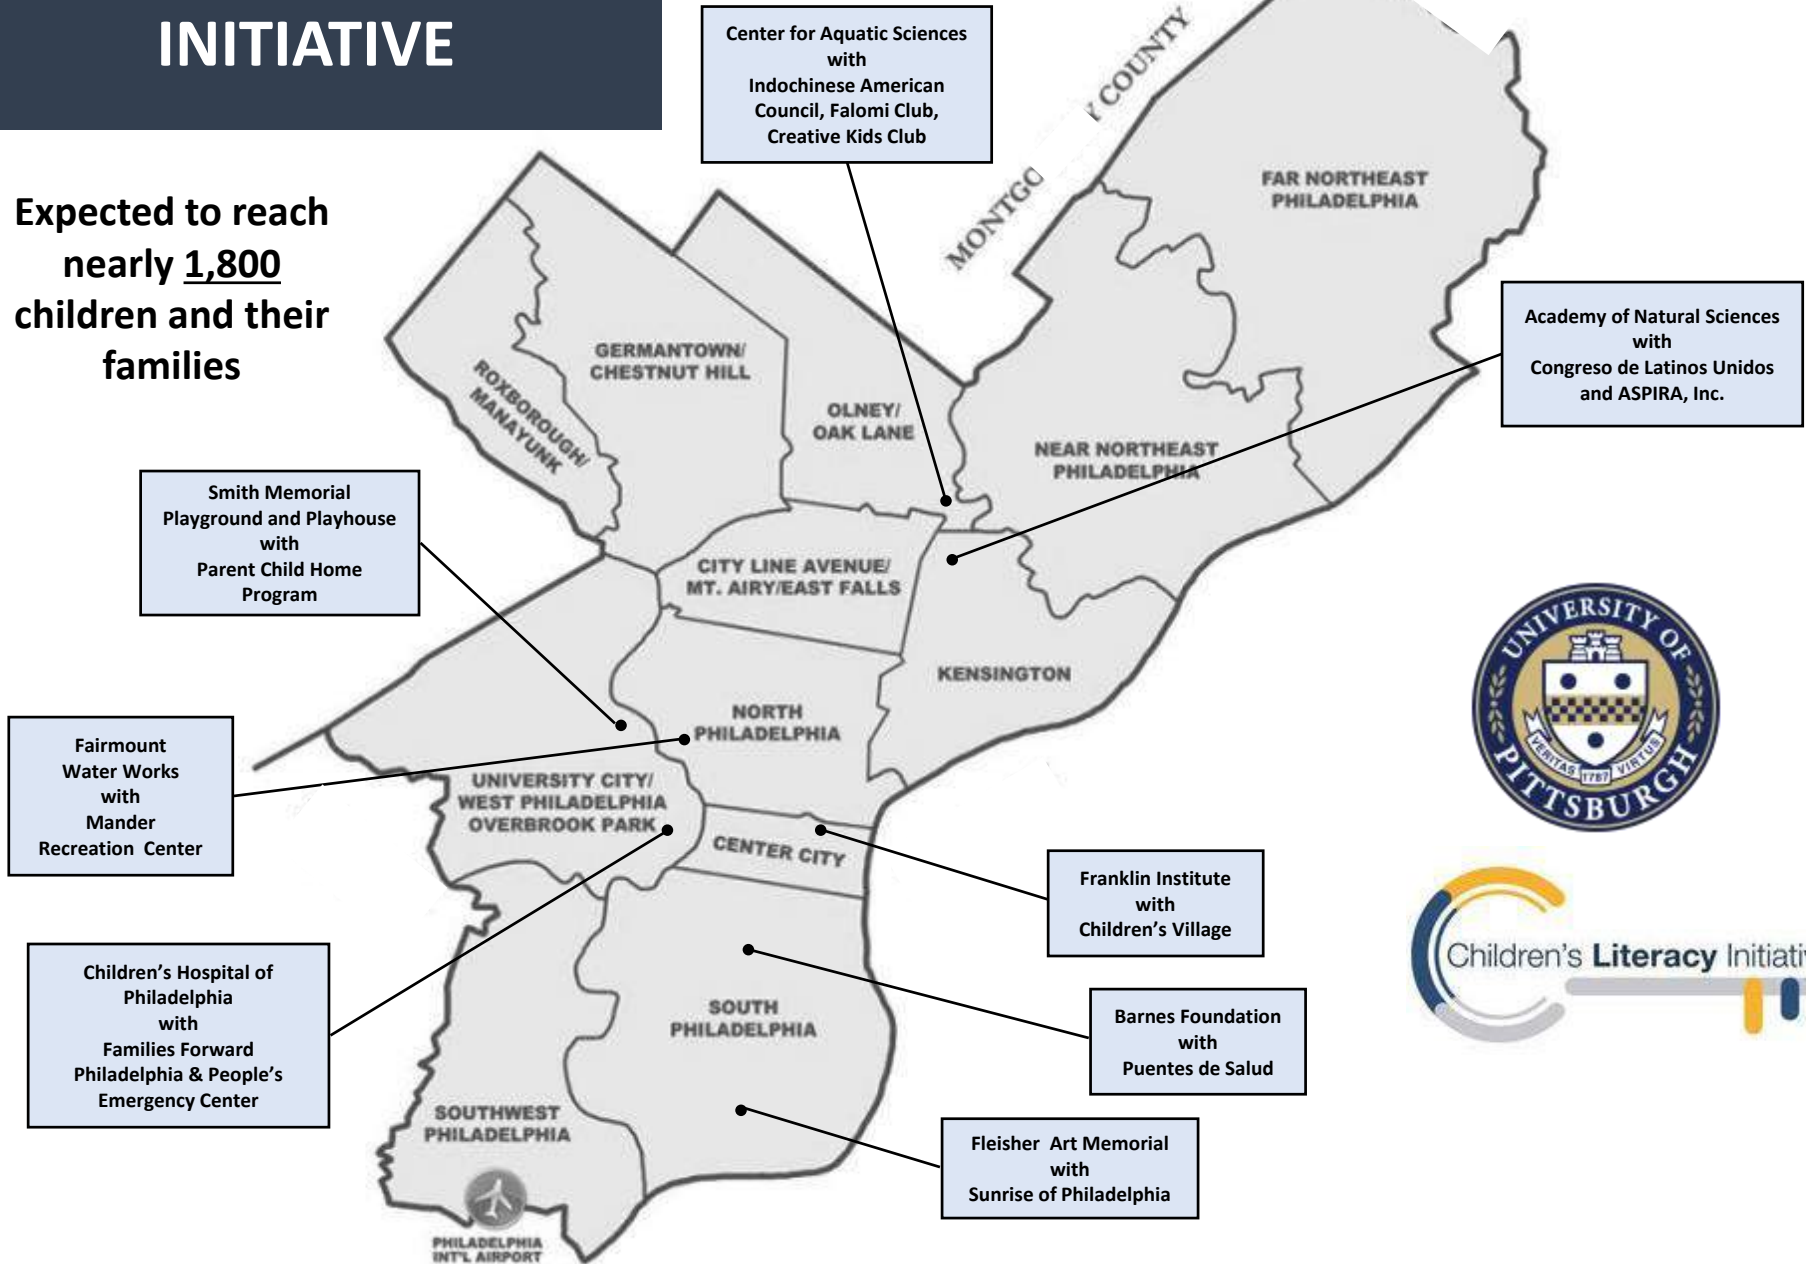 INITIATIVE
Expected to reach
nearly 1,800
children and their
families
Center for Aquatic Sciences
with
Indochinese American
Council, Falomi Club,
Creative Kids Club
MONTGO
Y COUNTY
FAR NORTHEAST
PHILADELPHIA
Academy of Natural Sciences
with
Congreso de Latinos Unidos
and ASPIRA, Inc.
GERMANTOWN/
CHESTNUT HILL
ROXBOROUGH/
MANAYUNK
OLNEY/
OAK LANE
NEAR NORTHEAST
PHILADELPHIA
Smith Memorial
Playground and Playhouse
with
Parent Child Home
Program
CITY LINE AVENUE/
MT. AIRY/EAST FALLS
KENSINGTON
NORTH
PHILADELPHIA
Fairmount
Water Works
with
Mander
Recreation Center
UNIVERSITY CITY/
WEST PHILADELPHIA
OVERBROOK PARK
CENTER CITY
Franklin Institute
with
Children's Village
UNIVERSITY OF
PITTSBURGH
VERITAS 1787 VIRTUS
Children's Literacy Initiati
Children's Hospital of
Philadelphia
with
Families Forward
Philadelphia & People's
Emergency Center
SOUTH
PHILADELPHIA
Barnes Foundation
with
Puentes de Salud
SOUTHWEST
PHILADELPHIA
Fleisher Art Memorial
with
Sunrise of Philadelphia
PHILADELPHIA
INT'L AIRPORT